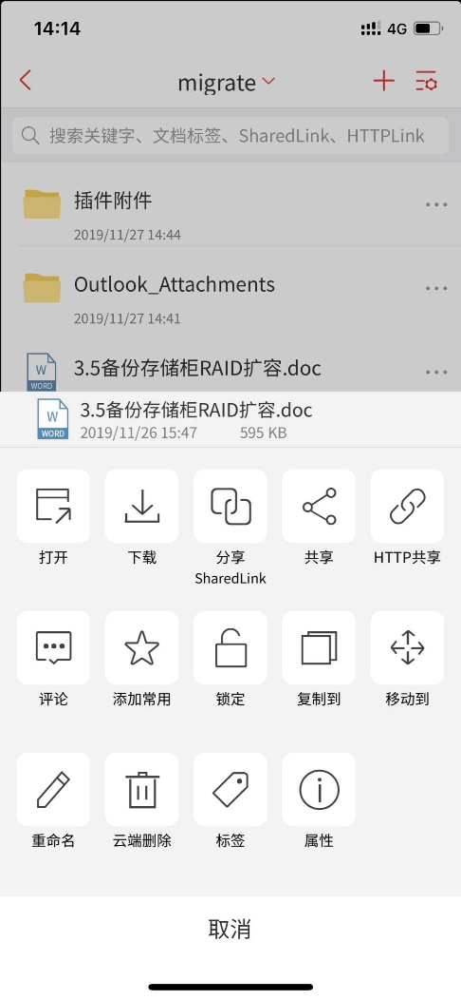 14:14
4G
migrate
搜索关键字、文档标签、SharedLink、HTTPLink
插件附件
2019/11/27 14:44
Outlook_Attachments
2019/11/27 14:41
W
3.5备份存储柜RAID扩容.doc
WORD
W
3.5备份存储柜RAID扩容.doc
WORD
2019/11/26 15:47 595 KB
打开 下载 分享 共享 HTTP共享
SharedLink
评论 添加常用 锁定 复制到 移动到
重命名 云端删除 标签 属性
取消